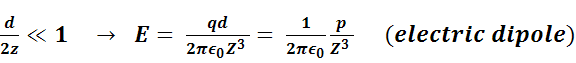 d/2z ≪ 1 → E = qd/2πϵ₀Z³ = 1/2πϵ₀ p/Z³ (electric dipole)